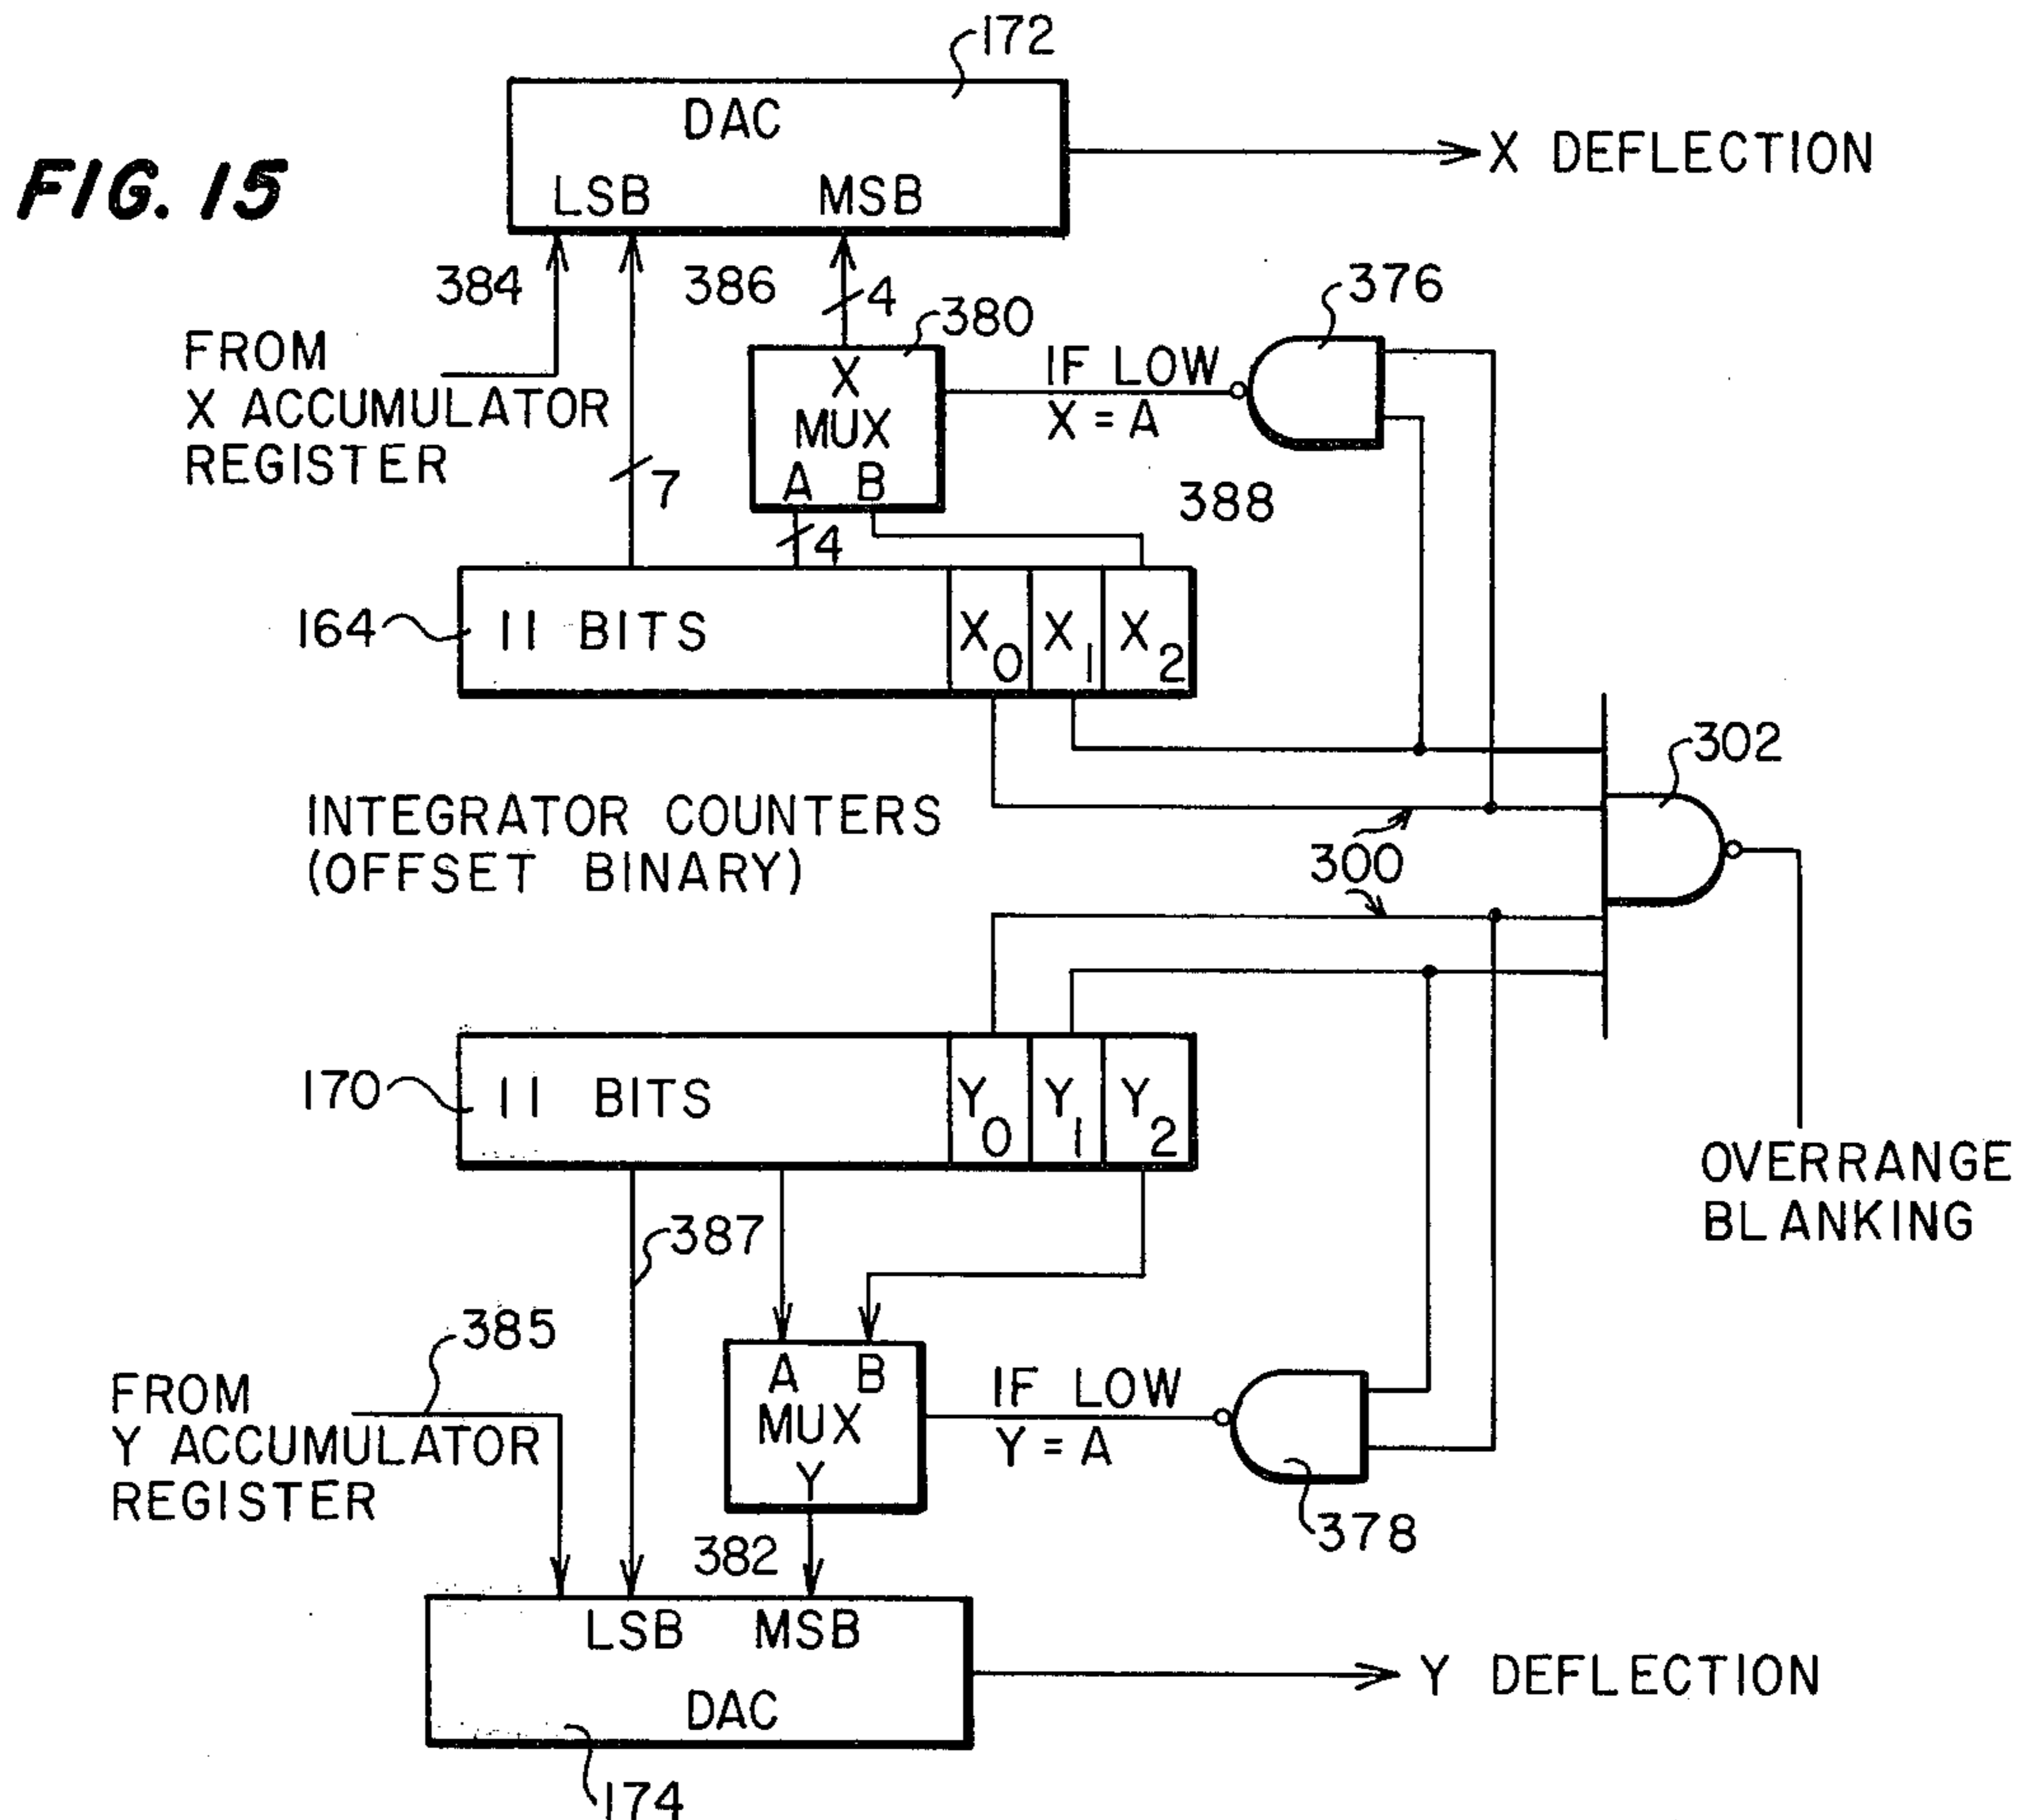 172
DAC
X DEFLECTION
FIG. 15
LSB MSB
384
386
4
380
376
FROM
X ACCUMULATOR
REGISTER
X
MUX
A B
IF LOW
X = A
7
388
4
164
11 BITS
X0 X1 X2
302
INTEGRATOR COUNTERS
(OFFSET BINARY)
300
170
11 BITS
Y0 Y1 Y2
OVERRANGE
BLANKING
387
385
FROM
Y ACCUMULATOR
REGISTER
A B
MUX
Y
IF LOW
Y = A
378
382
LSB MSB
DAC
Y DEFLECTION
174